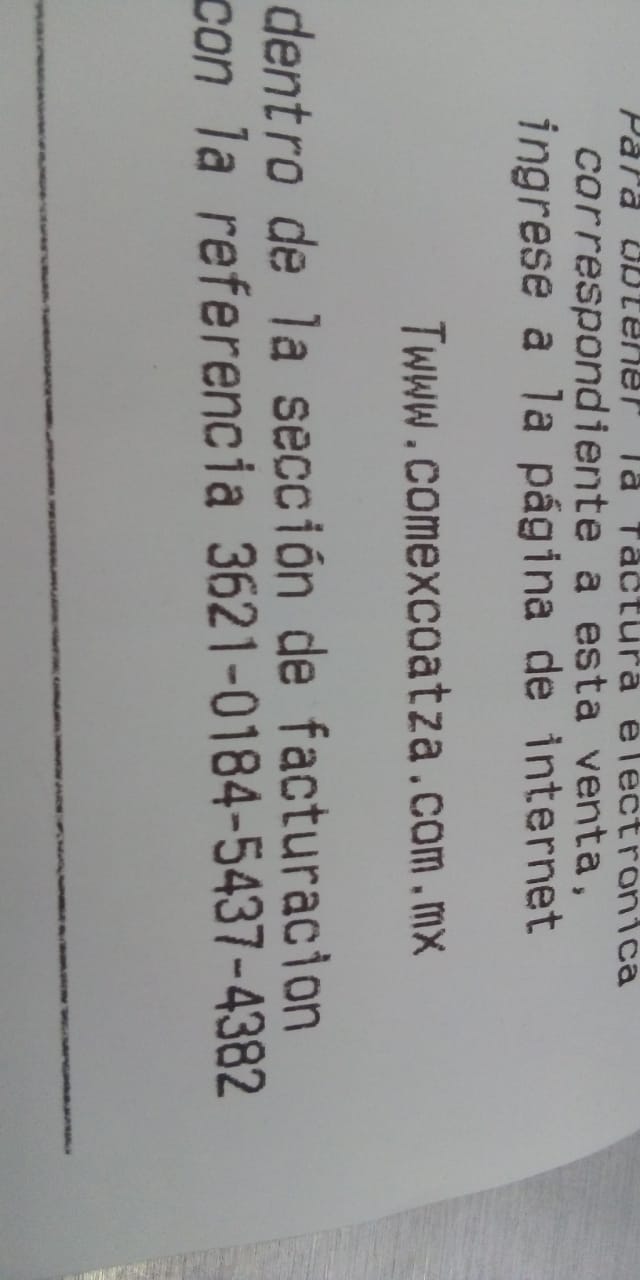 Para obtener la factura electronica
correspondiente a esta venta,
ingrese a la página de internet
Twww.comexcoatza.com.mx
dentro de la sección de facturacion
con la referencia 3621-0184-5437-4382